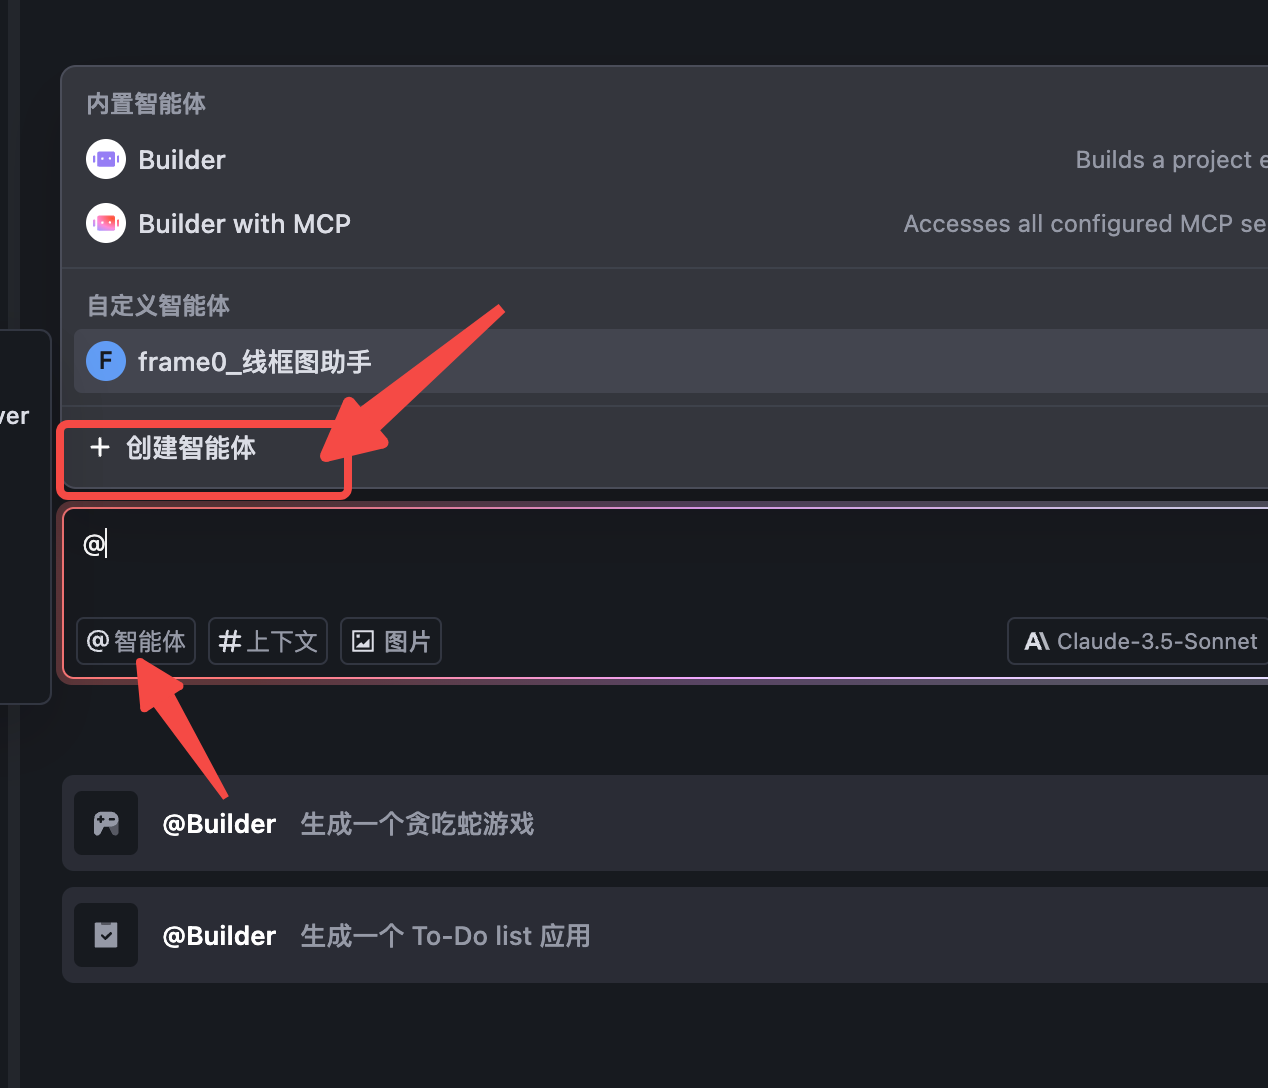 内置智能体
Builder
Builds a project e
Builder with MCP
Accesses all configured MCP se
自定义智能体
F frame0_线框图助手
ver
+ 创建智能体
@
@智能体 #上下文 图片 A\ Claude-3.5-Sonnet
@Builder 生成一个贪吃蛇游戏
@Builder 生成一个 To-Do list 应用